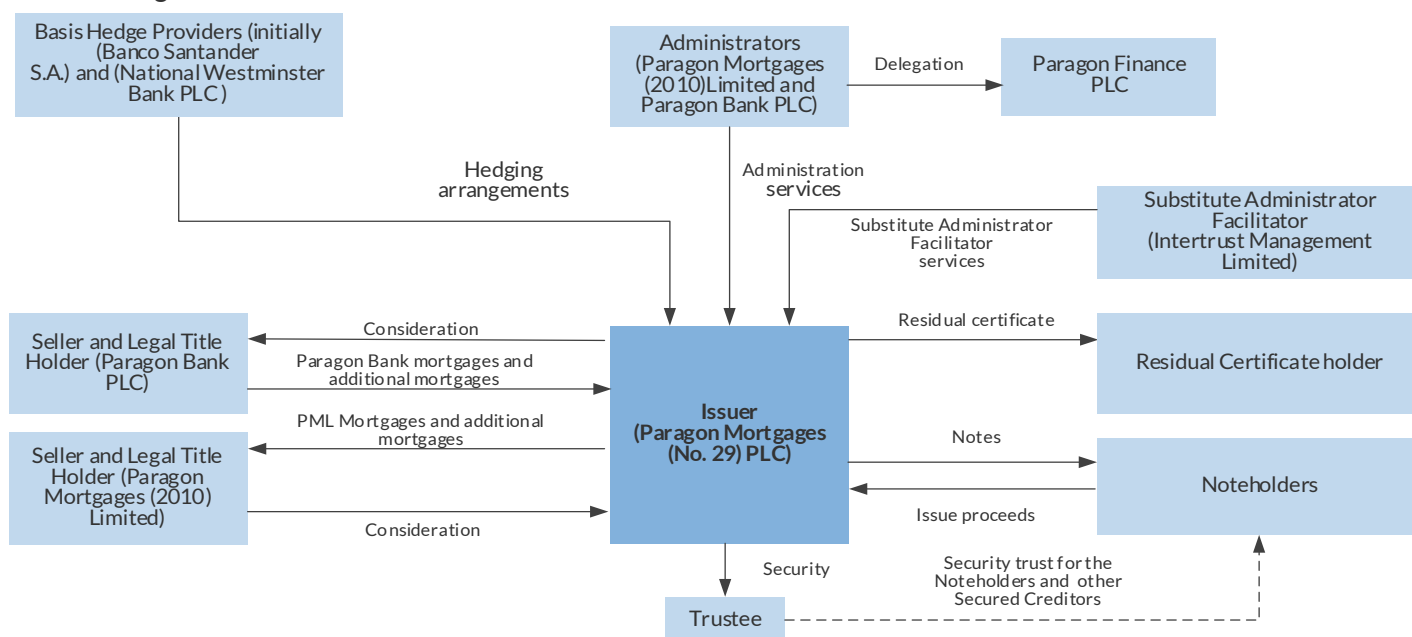 Basis Hedge Providers (initially
(Banco Santander
S.A.) and (National Westminster
Bank PLC )
Administrators
(Paragon Mortgages
(2010)Limited and
Paragon Bank PLC)
Delegation
Paragon Finance
PLC
Hedging
arrangements
Administration
services
Substitute Administrator
Facilitator
services
Substitute Administrator
Facilitator
(Intertrust Management
Limited)
Seller and Legal Title
Holder (Paragon Bank
PLC)
Consideration
Paragon Bank mortgages and
additional mortgages
PML Mortgages and additional
mortgages
Seller and Legal Title
Holder (Paragon
Mortgages (2010)
Limited)
Consideration
Issuer
(Paragon Mortgages
(No. 29) PLC)
Residual certificate
Residual Certificate holder
Notes
Noteholders
Issue proceeds
Security
Security trust for the
Noteholders and other
Secured Creditors
Trustee